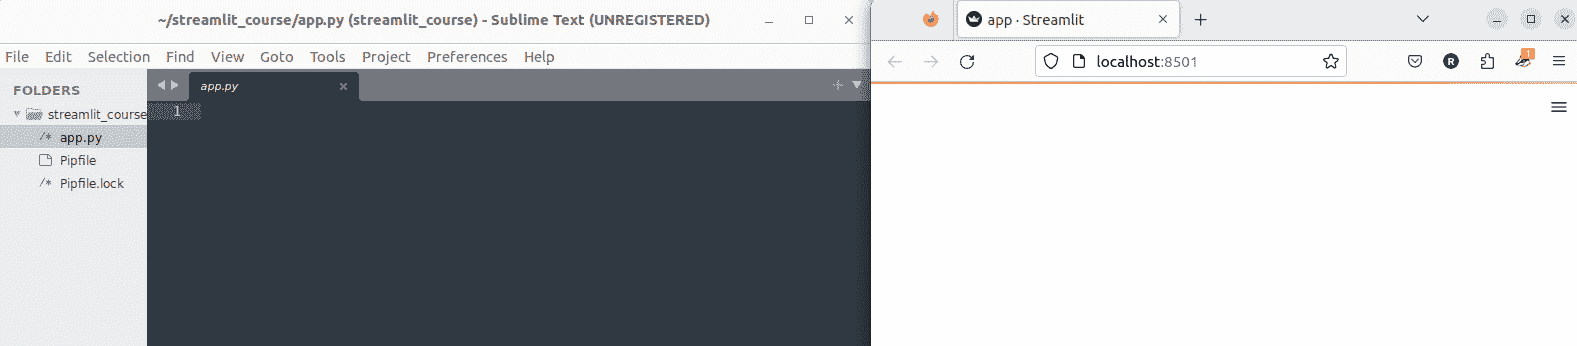 ~/streamlit_course/app.py (streamlit_course) - Sublime Text (UNREGISTERED)
File Edit Selection Find View Goto Tools Project Preferences Help
FOLDERS
streamlit_course
/* app.py
Pipfile
/* Pipfile.lock
app.py
1
app · Streamlit
localhost:8501
R
1